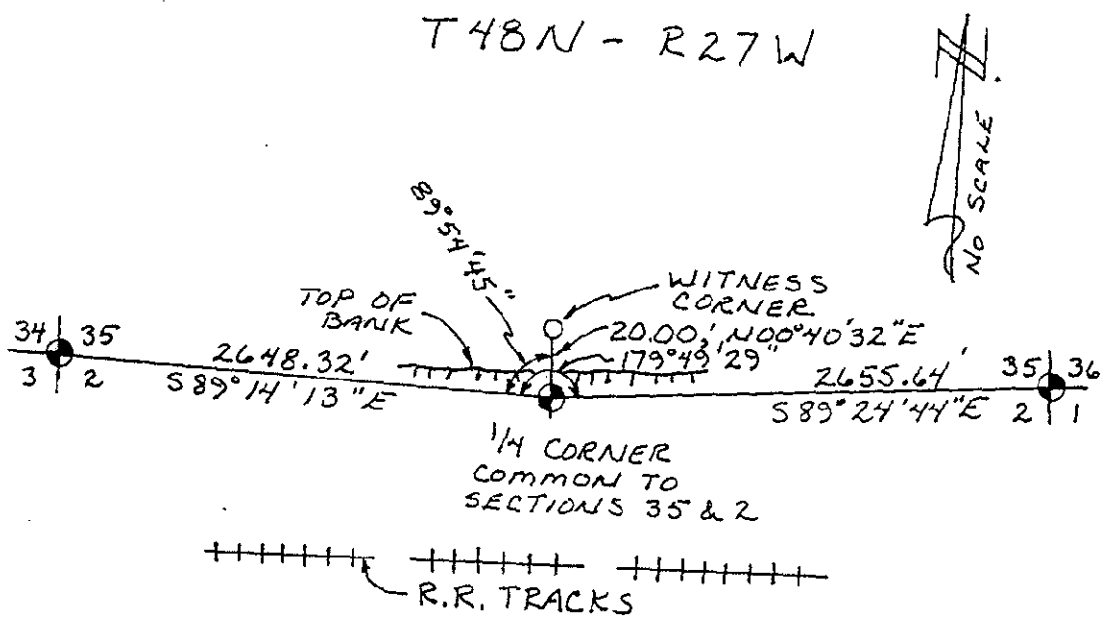 T48N - R27W
N.
NO SCALE
89°54'45"
WITNESS
CORNER
TOP OF
BANK
20.00', N00°40'32"E
179°49'29"
34 35
3 2
2648.32'
S89°14'13"E
2655.64'
S89°24'44"E
35 36
2 1
1/4 CORNER
COMMON TO
SECTIONS 35 & 2
R.R. TRACKS